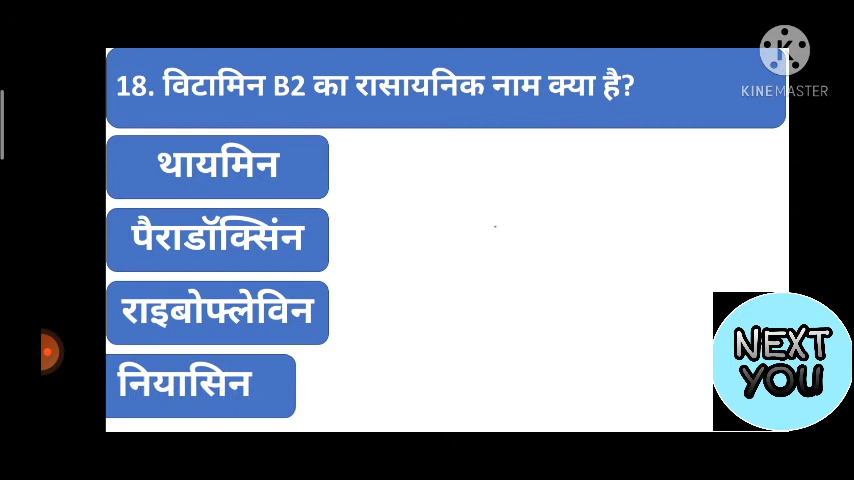 18. विटामिन B2 का रासायनिक नाम क्या है?
KINEMASTER
थायमिन
पैराडॉक्सिंन
राइबोफ्लेविन
नियासिन
NEXT
YOU